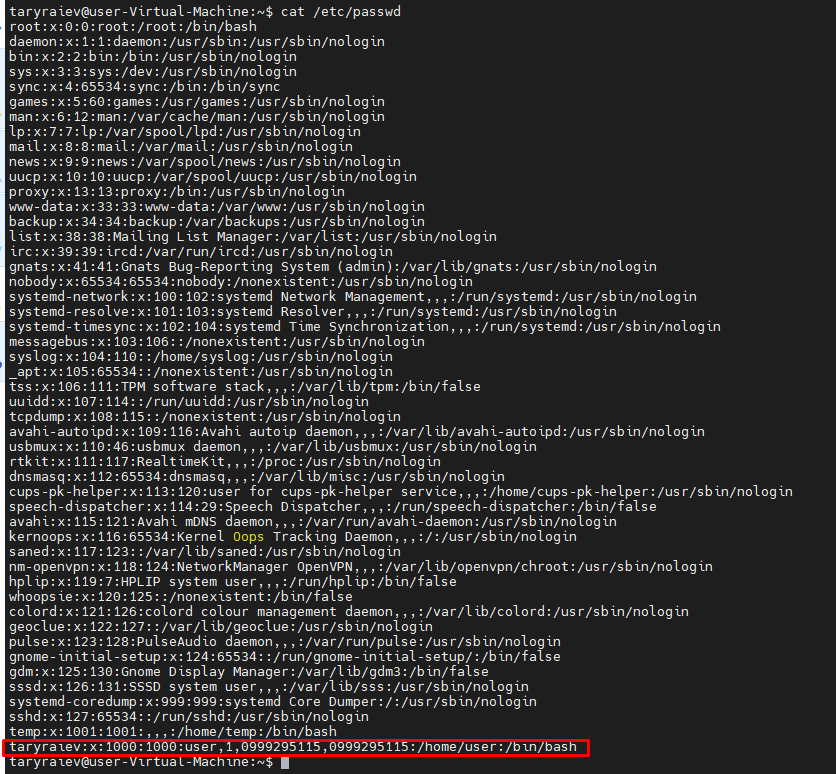 taryraiev@user-Virtual-Machine:~$ cat /etc/passwd
root:x:0:0:root:/root:/bin/bash
daemon:x:1:1:daemon:/usr/sbin:/usr/sbin/nologin
bin:x:2:2:bin:/bin:/usr/sbin/nologin
sys:x:3:3:sys:/dev:/usr/sbin/nologin
sync:x:4:65534:sync:/bin:/bin/sync
games:x:5:60:games:/usr/games:/usr/sbin/nologin
man:x:6:12:man:/var/cache/man:/usr/sbin/nologin
lp:x:7:7:lp:/var/spool/lpd:/usr/sbin/nologin
mail:x:8:8:mail:/var/mail:/usr/sbin/nologin
news:x:9:9:news:/var/spool/news:/usr/sbin/nologin
uucp:x:10:10:uucp:/var/spool/uucp:/usr/sbin/nologin
proxy:x:13:13:proxy:/bin:/usr/sbin/nologin
www-data:x:33:33:www-data:/var/www:/usr/sbin/nologin
backup:x:34:34:backup:/var/backups:/usr/sbin/nologin
list:x:38:38:Mailing List Manager:/var/list:/usr/sbin/nologin
irc:x:39:39:ircd:/var/run/ircd:/usr/sbin/nologin
gnats:x:41:41:Gnats Bug-Reporting System (admin):/var/lib/gnats:/usr/sbin/nologin
nobody:x:65534:65534:nobody:/nonexistent:/usr/sbin/nologin
systemd-network:x:100:102:systemd Network Management,,,:/run/systemd:/usr/sbin/nologin
systemd-resolve:x:101:103:systemd Resolver,,,:/run/systemd:/usr/sbin/nologin
systemd-timesync:x:102:104:systemd Time Synchronization,,,:/run/systemd:/usr/sbin/nologin
messagebus:x:103:106::/nonexistent:/usr/sbin/nologin
syslog:x:104:110::/home/syslog:/usr/sbin/nologin
_apt:x:105:65534::/nonexistent:/usr/sbin/nologin
tss:x:106:111:TPM software stack,,,:/var/lib/tpm:/bin/false
uuidd:x:107:114::/run/uuidd:/usr/sbin/nologin
tcpdump:x:108:115::/nonexistent:/usr/sbin/nologin
avahi-autoipd:x:109:116:Avahi autoip daemon,,,:/var/lib/avahi-autoipd:/usr/sbin/nologin
usbmux:x:110:46:usbmux daemon,,,:/var/lib/usbmux:/usr/sbin/nologin
rtkit:x:111:117:RealtimeKit,,,:/proc:/usr/sbin/nologin
dnsmasq:x:112:65534:dnsmasq,,,:/var/lib/misc:/usr/sbin/nologin
cups-pk-helper:x:113:120:user for cups-pk-helper service,,,:/home/cups-pk-helper:/usr/sbin/nologin
speech-dispatcher:x:114:29:Speech Dispatcher,,,:/run/speech-dispatcher:/bin/false
avahi:x:115:121:Avahi mDNS daemon,,,:/var/run/avahi-daemon:/usr/sbin/nologin
kernoops:x:116:65534:Kernel Oops Tracking Daemon,,,:/:/usr/sbin/nologin
saned:x:117:123::/var/lib/saned:/usr/sbin/nologin
nm-openvpn:x:118:124:NetworkManager OpenVPN,,,:/var/lib/openvpn/chroot:/usr/sbin/nologin
hplip:x:119:7:HPLIP system user,,,:/run/hplip:/bin/false
whoopsie:x:120:125::/nonexistent:/bin/false
colord:x:121:126:colord colour management daemon,,,:/var/lib/colord:/usr/sbin/nologin
geoclue:x:122:127::/var/lib/geoclue:/usr/sbin/nologin
pulse:x:123:128:PulseAudio daemon,,,:/var/run/pulse:/usr/sbin/nologin
gnome-initial-setup:x:124:65534::/run/gnome-initial-setup/:/bin/false
gdm:x:125:130:Gnome Display Manager:/var/lib/gdm3:/bin/false
sssd:x:126:131:SSSD system user,,,:/var/lib/sss:/usr/sbin/nologin
systemd-coredump:x:999:999:systemd Core Dumper:/:/usr/sbin/nologin
sshd:x:127:65534::/run/sshd:/usr/sbin/nologin
temp:x:1001:1001:,,,:/home/temp:/bin/bash
taryraiev:x:1000:1000:user,1,0999295115,0999295115:/home/user:/bin/bash
taryraiev@user-Virtual-Machine:~$